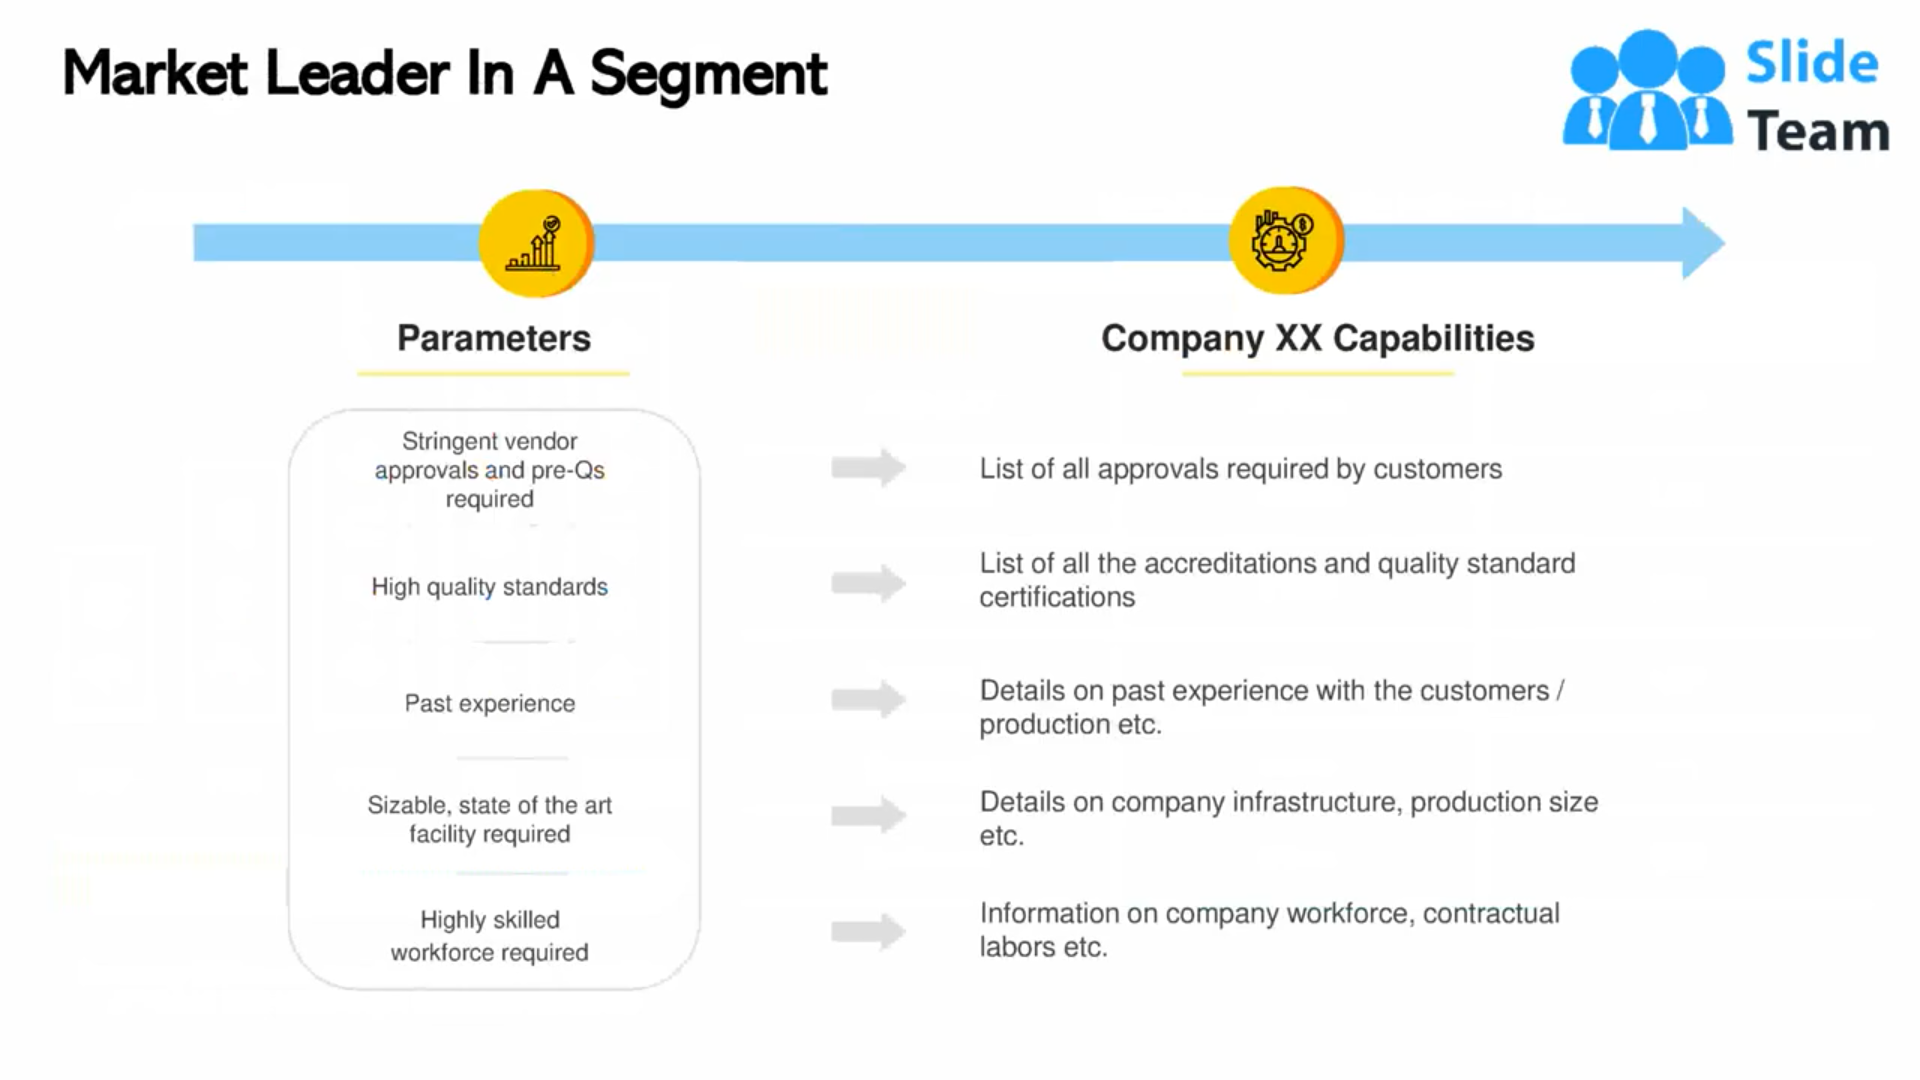 Market Leader In A Segment
Slide
Team
Parameters
Company XX Capabilities
Stringent vendor
approvals and pre-Qs
required
List of all approvals required by customers
High quality standards
List of all the accreditations and quality standard
certifications
Past experience
Details on past experience with the customers /
production etc.
Sizable, state of the art
facility required
Details on company infrastructure, production size
etc.
Highly skilled
workforce required
Information on company workforce, contractual
labors etc.